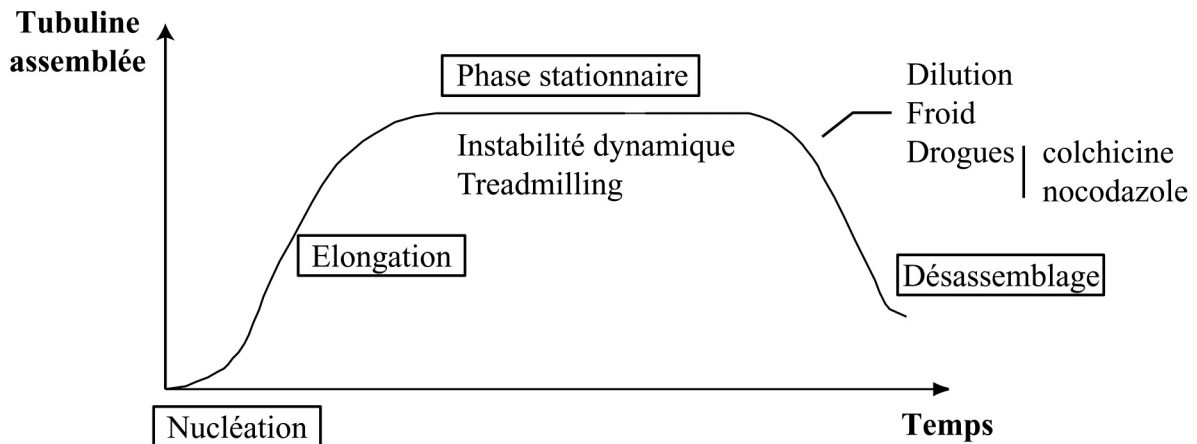 Tubuline
assemblée
Phase stationnaire
Instabilité dynamique
Treadmilling
Dilution
Froid
Drogues
colchicine
nocodazole
Elongation
Désassemblage
Nucléation
Temps